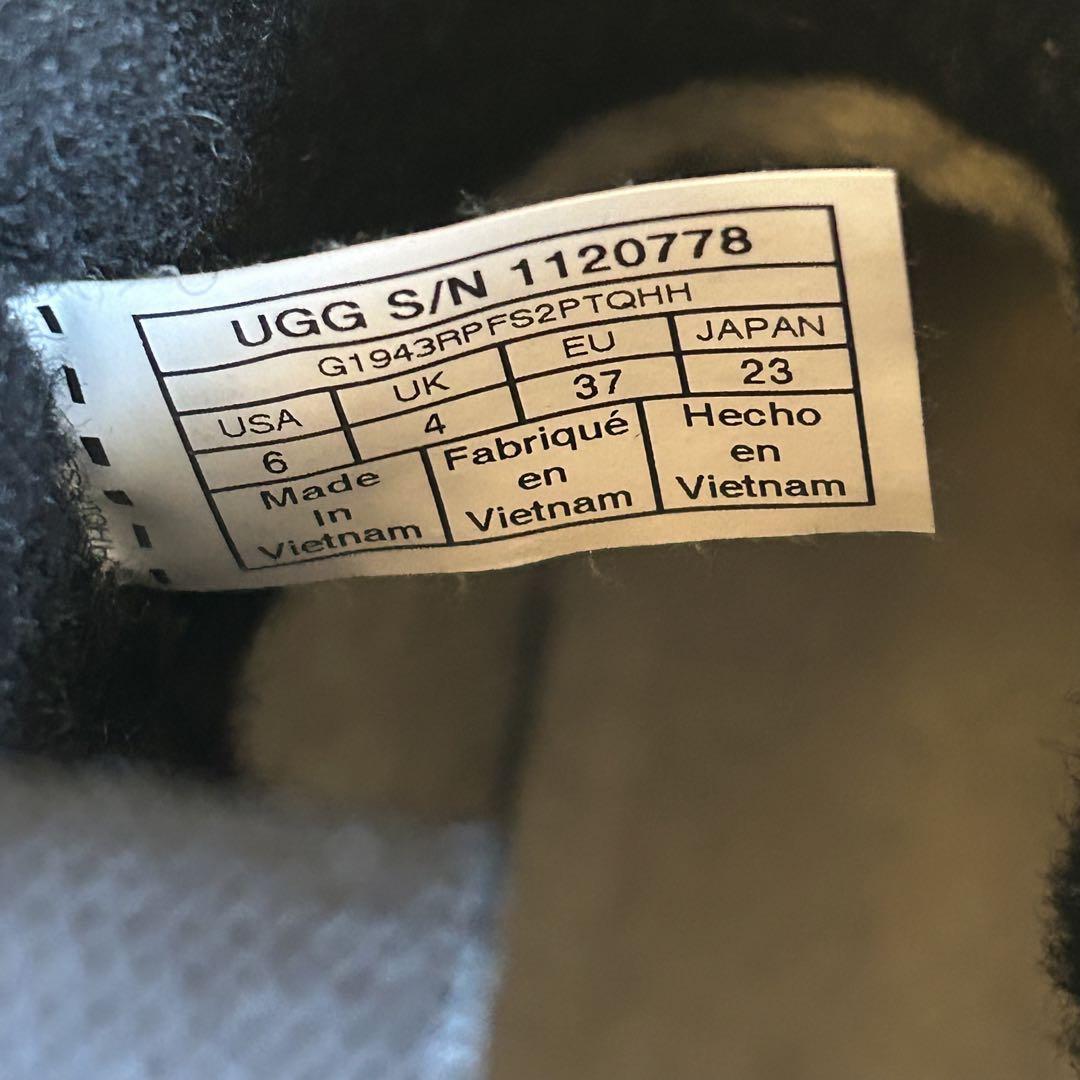 UGG S/N 1120778
G1943RPFS2PTQHH
USA UK EU JAPAN
6 4 37 23
Made
In
Vietnam
Fabriqué
en
Vietnam
Hecho
en
Vietnam